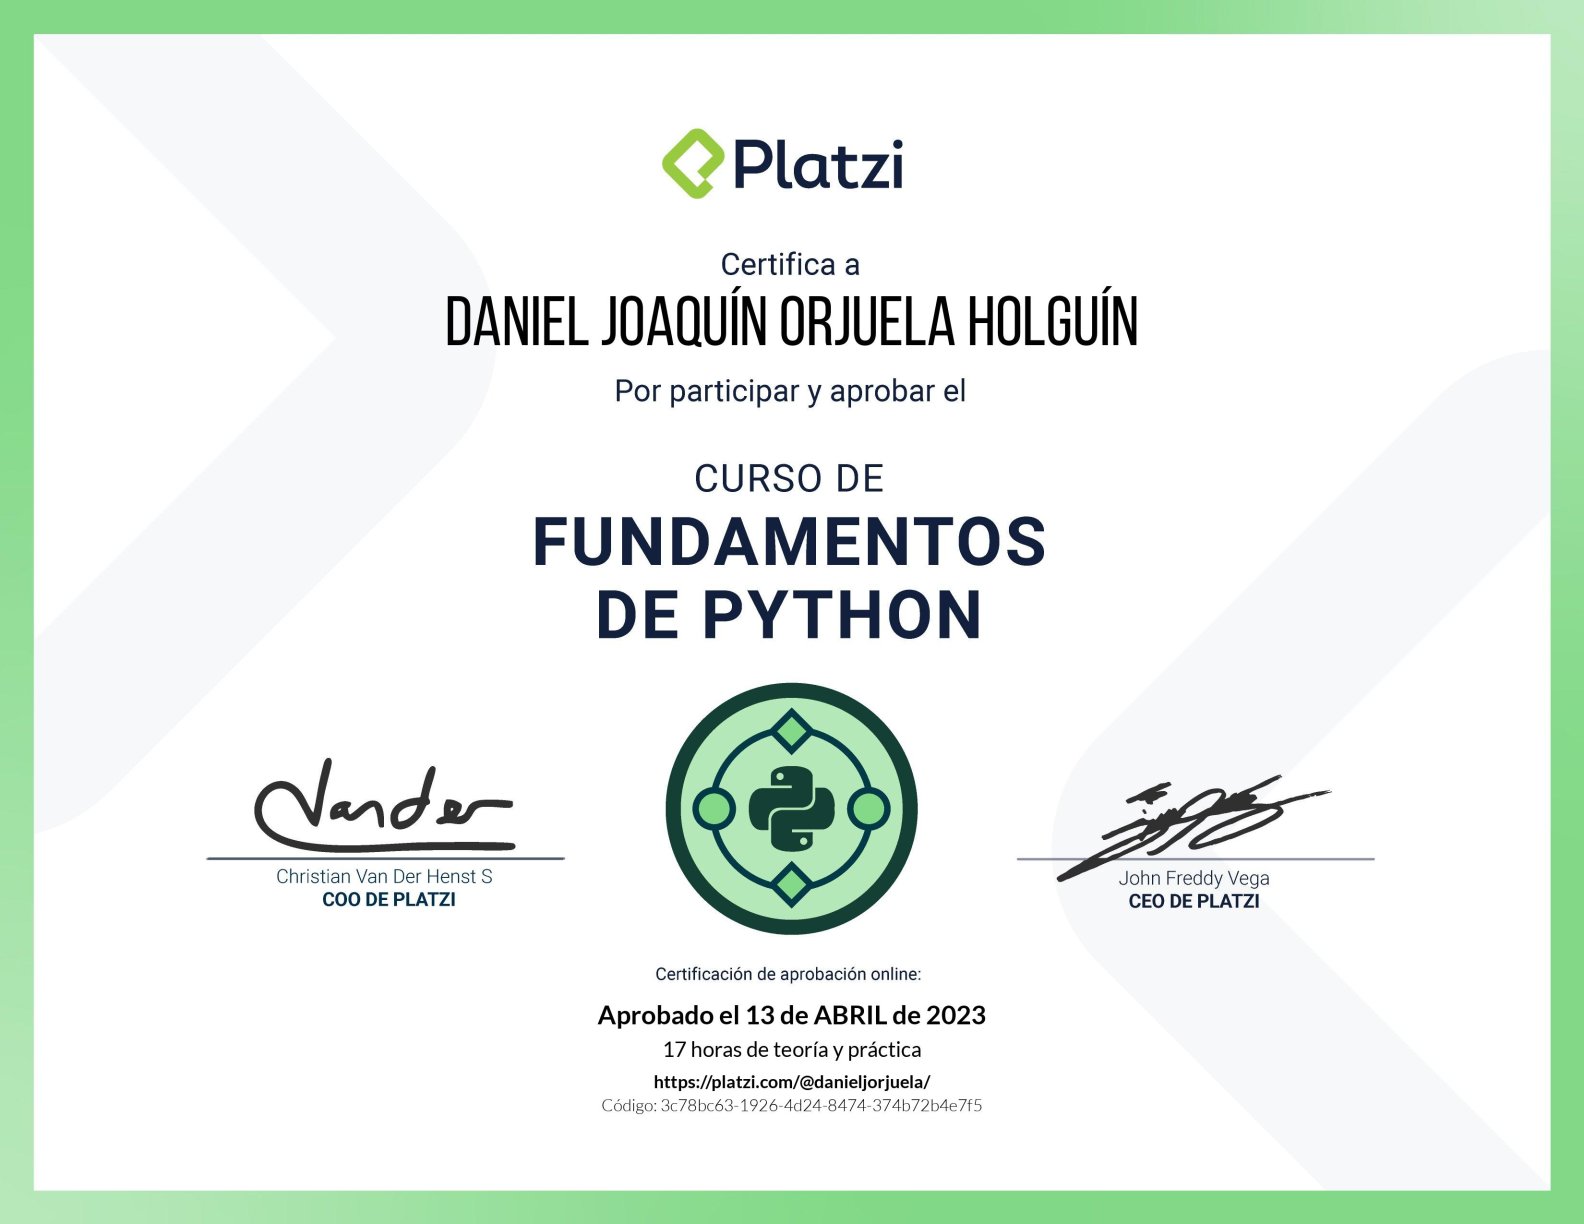 Platzi
Certifica a
DANIEL JOAQUÍN ORJUELA HOLGUÍN
Por participar y aprobar el
CURSO DE
FUNDAMENTOS
DE PYTHON
Vander
Christian Van Der Henst S
COO DE PLATZI
John Freddy Vega
CEO DE PLATZI
Certificación de aprobación online:
Aprobado el 13 de ABRIL de 2023
17 horas de teoría y práctica
https://platzi.com/@danieljorjuela/
Código: 3c78bc63-1926-4d24-8474-374b72b4e7f5